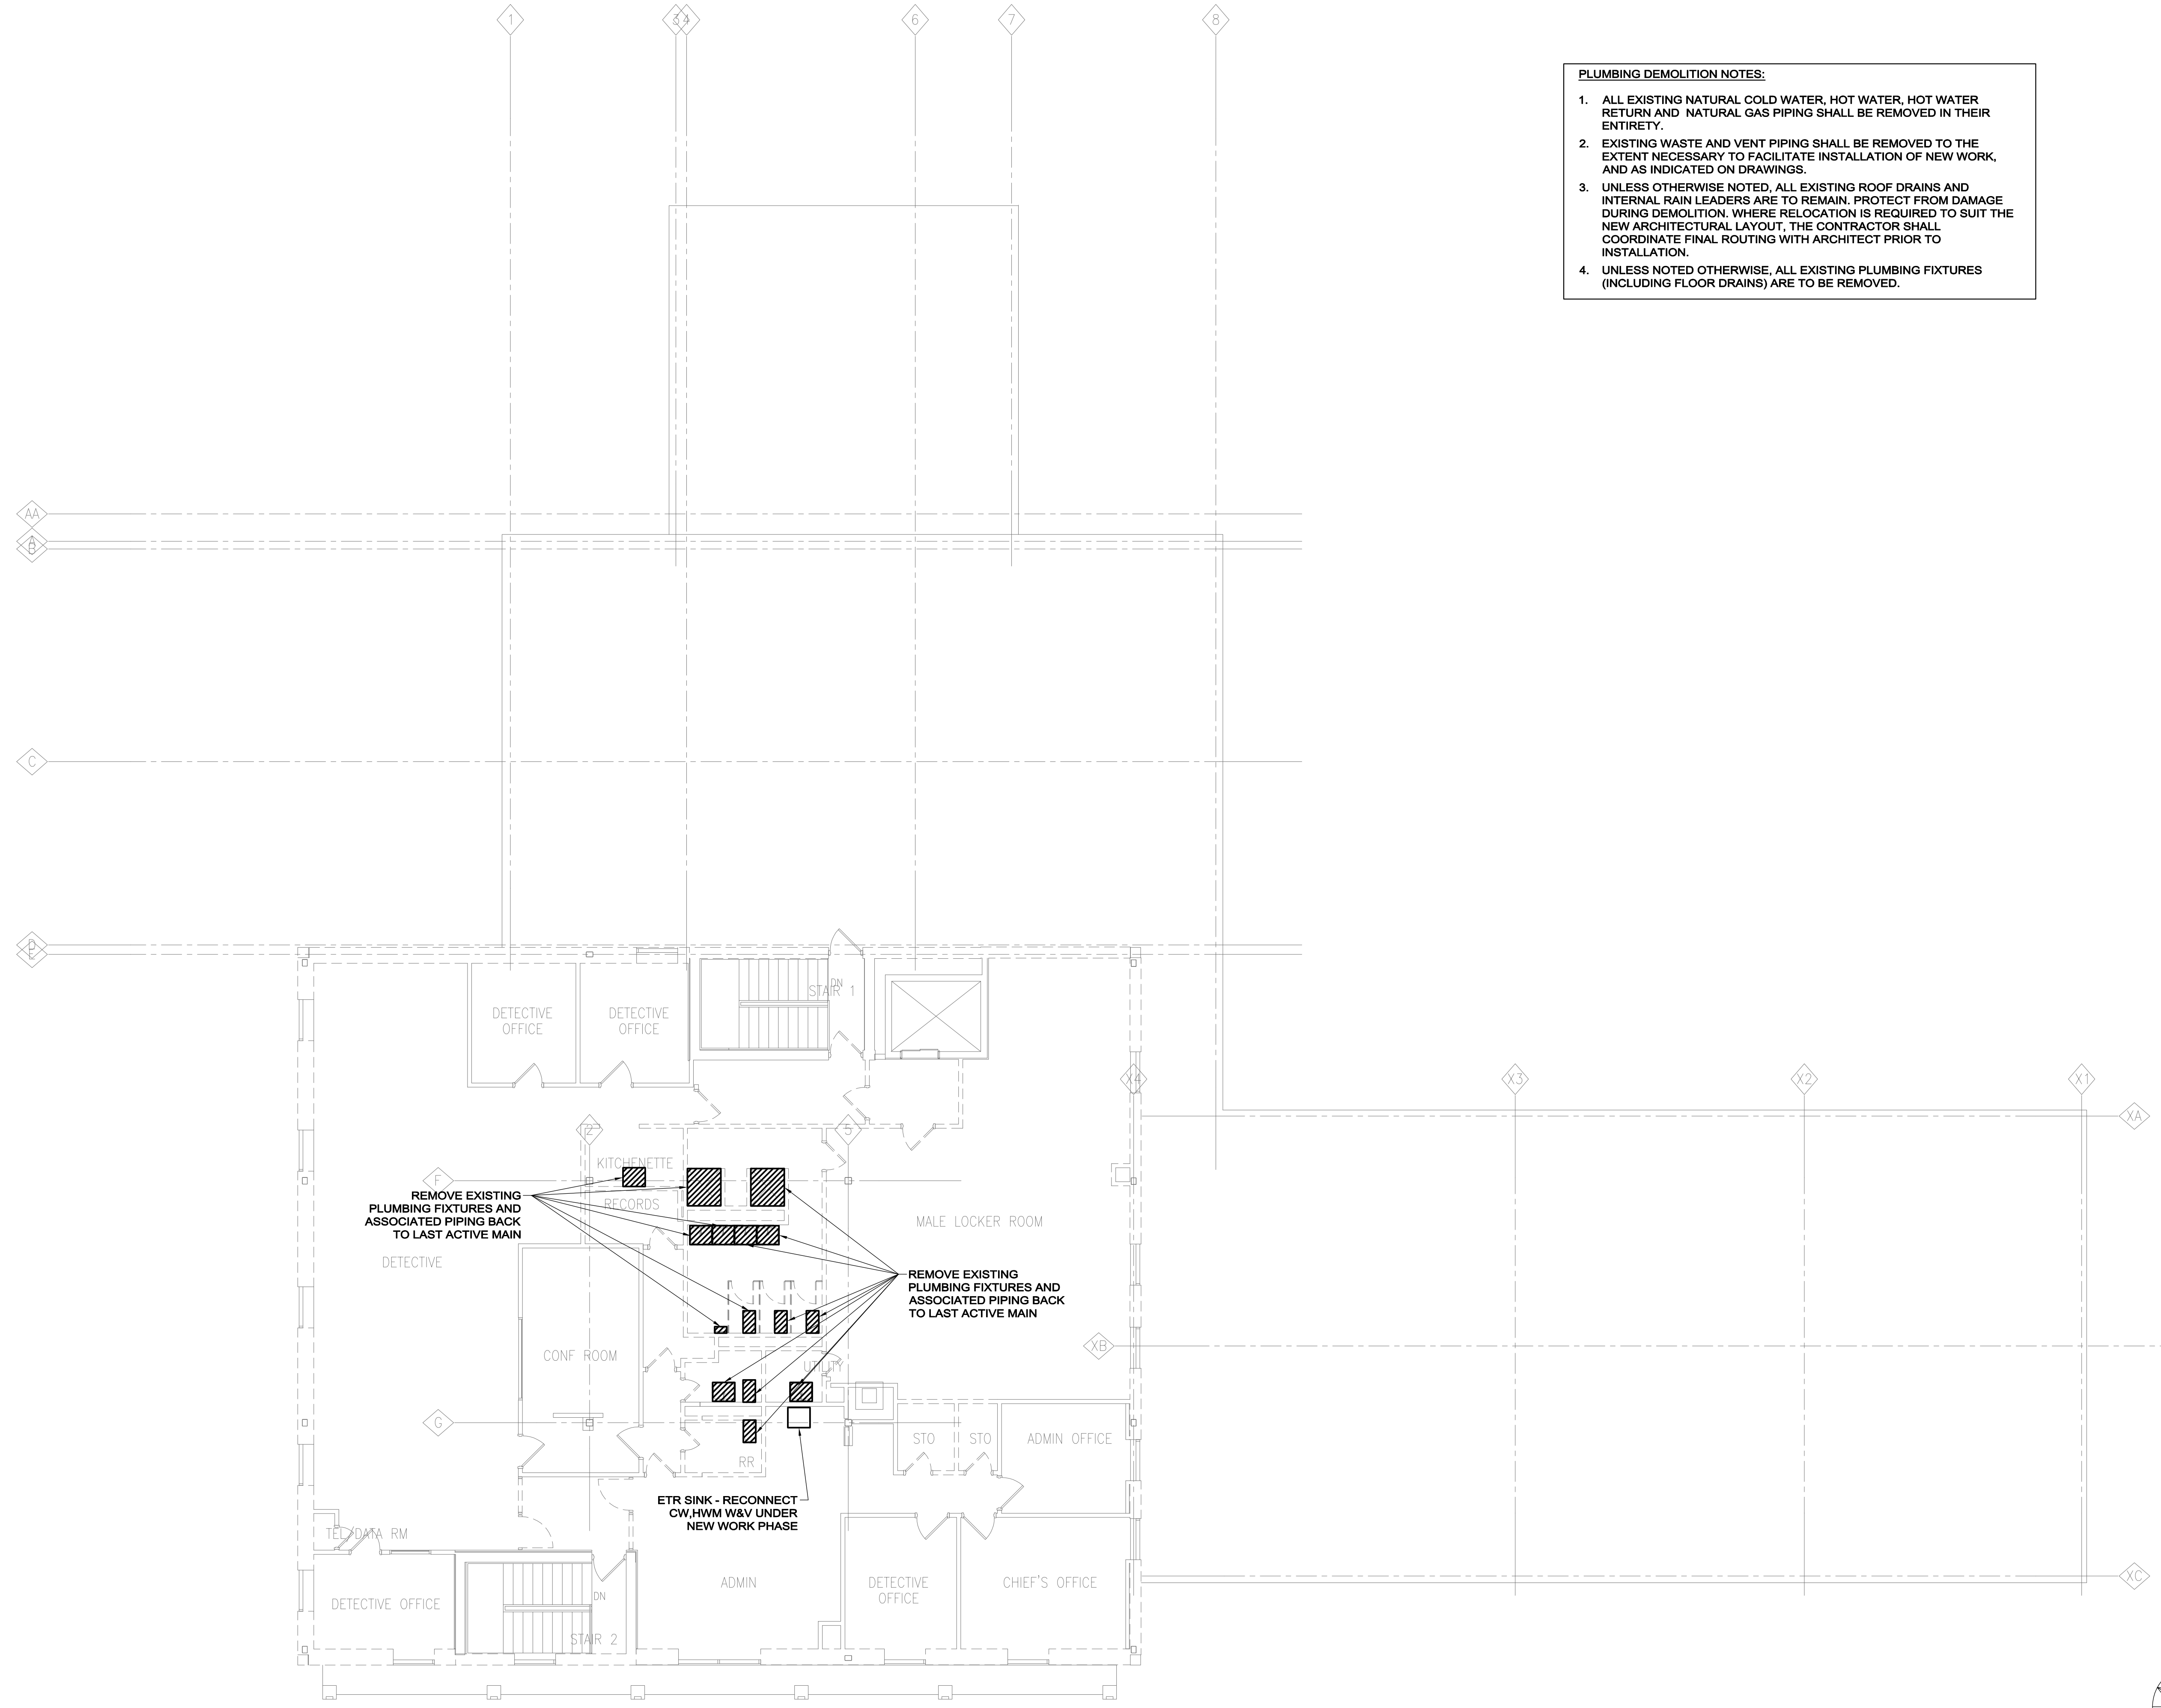 1
3
4
6
7
8
PLUMBING DEMOLITION NOTES:
1. ALL EXISTING NATURAL COLD WATER, HOT WATER, HOT WATER
RETURN AND NATURAL GAS PIPING SHALL BE REMOVED IN THEIR
ENTIRETY.
2. EXISTING WASTE AND VENT PIPING SHALL BE REMOVED TO THE
EXTENT NECESSARY TO FACILITATE INSTALLATION OF NEW WORK,
AND AS INDICATED ON DRAWINGS.
3. UNLESS OTHERWISE NOTED, ALL EXISTING ROOF DRAINS AND
INTERNAL RAIN LEADERS ARE TO REMAIN. PROTECT FROM DAMAGE
DURING DEMOLITION. WHERE RELOCATION IS REQUIRED TO SUIT THE
NEW ARCHITECTURAL LAYOUT, THE CONTRACTOR SHALL
COORDINATE FINAL ROUTING WITH ARCHITECT PRIOR TO
INSTALLATION.
4. UNLESS NOTED OTHERWISE, ALL EXISTING PLUMBING FIXTURES
(INCLUDING FLOOR DRAINS) ARE TO BE REMOVED.
AA
A
B
C
D
E
DN
STAIR 1
DETECTIVE
OFFICE
DETECTIVE
OFFICE
X4
X3
X2
X1
XA
2
5
KITCHENETTE
F
RECORDS
REMOVE EXISTING
PLUMBING FIXTURES AND
ASSOCIATED PIPING BACK
TO LAST ACTIVE MAIN
MALE LOCKER ROOM
DETECTIVE
REMOVE EXISTING
PLUMBING FIXTURES AND
ASSOCIATED PIPING BACK
TO LAST ACTIVE MAIN
XB
CONF ROOM
UTILITY
G
STO
STO
ADMIN OFFICE
RR
ETR SINK - RECONNECT
CW,HWM W&V UNDER
NEW WORK PHASE
TEL/DATA RM
XC
ADMIN
DETECTIVE
OFFICE
CHIEF'S OFFICE
DN
DETECTIVE OFFICE
STAIR 2